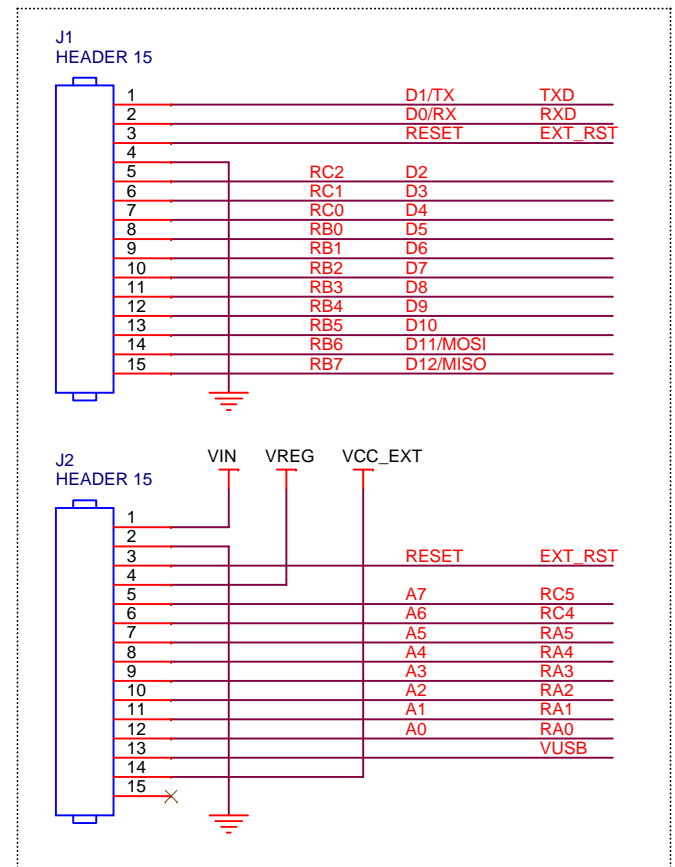 J1
HEADER 15
1 D1/TX TXD
2 D0/RX RXD
3 RESET EXT_RST
4
5 RC2 D2
6 RC1 D3
7 RC0 D4
8 RB0 D5
9 RB1 D6
10 RB2 D7
11 RB3 D8
12 RB4 D9
13 RB5 D10
14 RB6 D11/MOSI
15 RB7 D12/MISO
VIN VREG VCC_EXT
J2
HEADER 15
1
2
3 RESET EXT_RST
4
5 A7 RC5
6 A6 RC4
7 A5 RA5
8 A4 RA4
9 A3 RA3
10 A2 RA2
11 A1 RA1
12 A0 RA0
13 VUSB
14
15